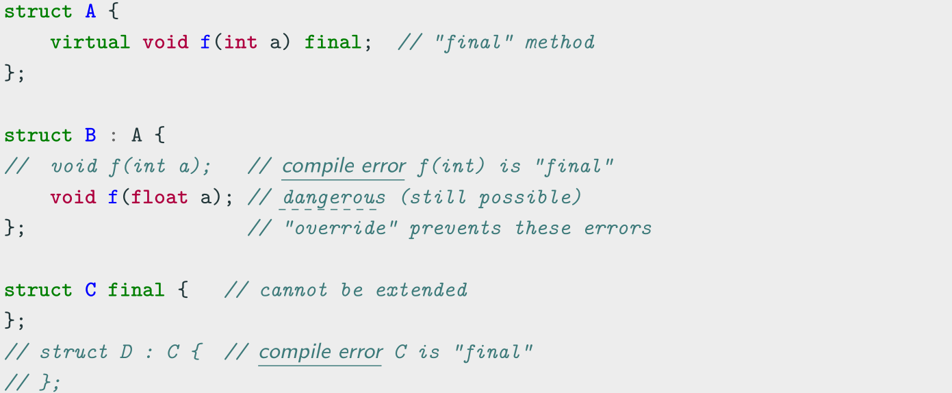 struct A {
    virtual void f(int a) final;  // "final" method
};
struct B : A {
//  void f(int a);   // compile error f(int) is "final"
    void f(float a); // dangerous (still possible)
};                   // "override" prevents these errors
struct C final {   // cannot be extended
};
// struct D : C {  // compile error C is "final"
// };